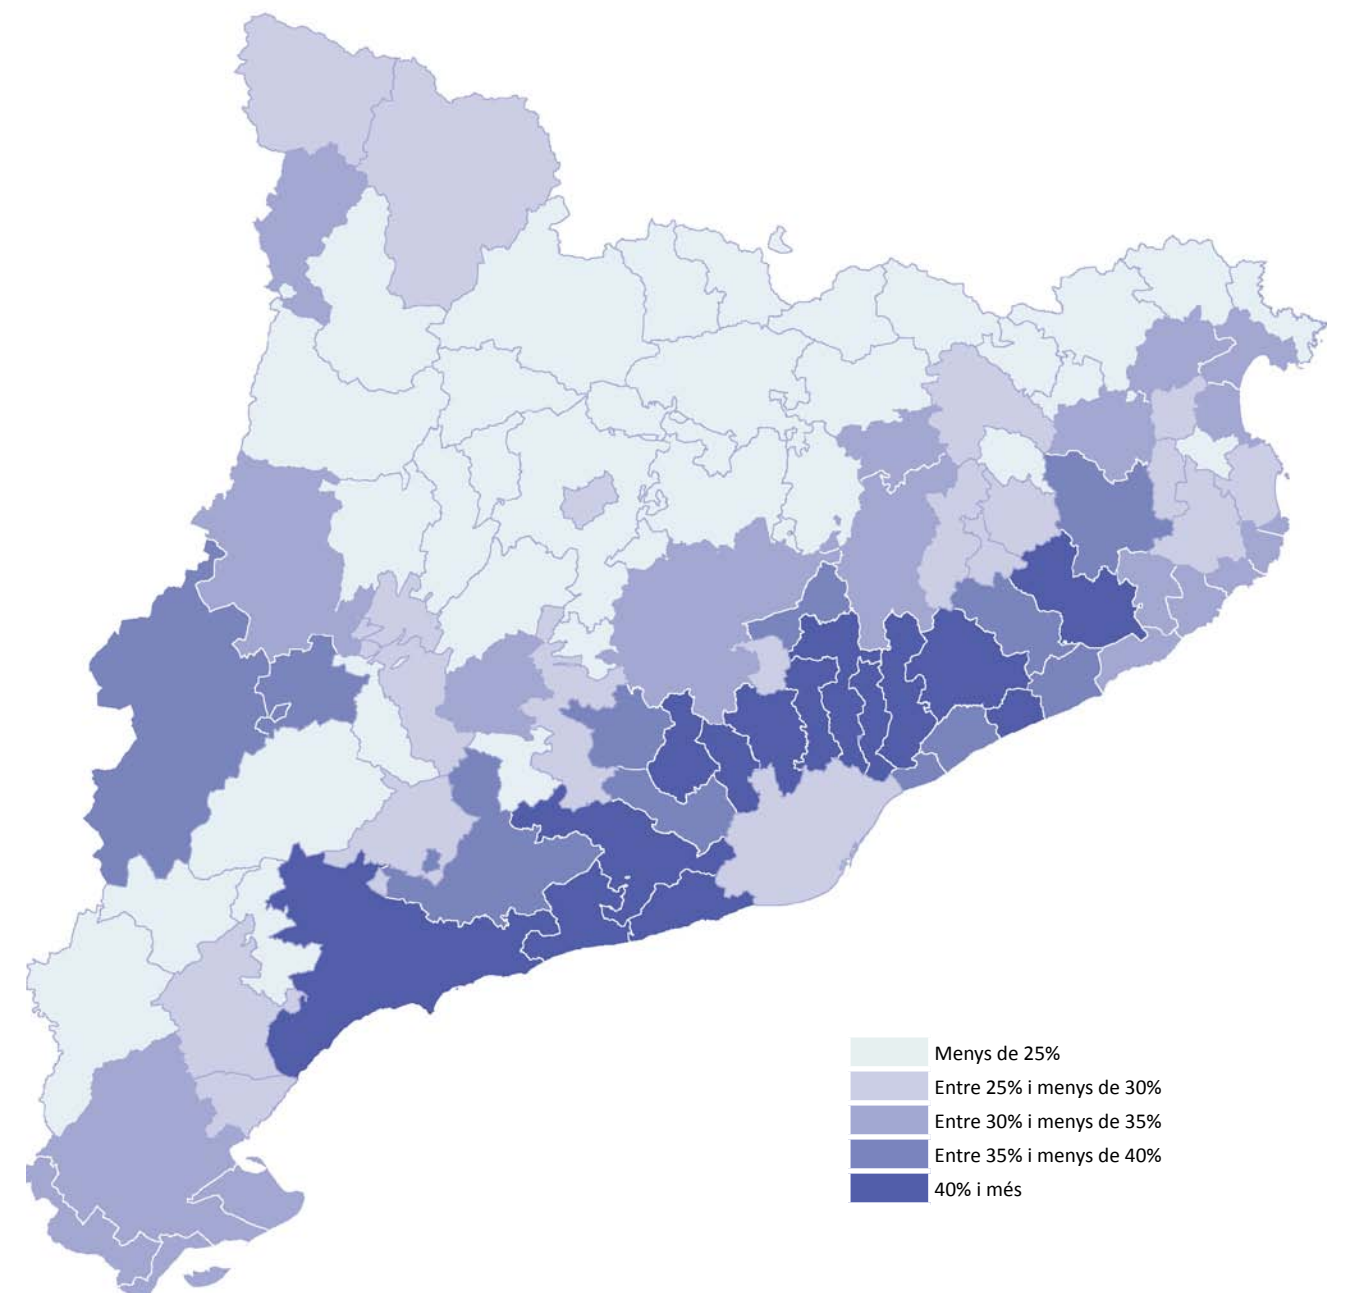 Menys de 25%
Entre 25% i menys de 30%
Entre 30% i menys de 35%
Entre 35% i menys de 40%
40% i més